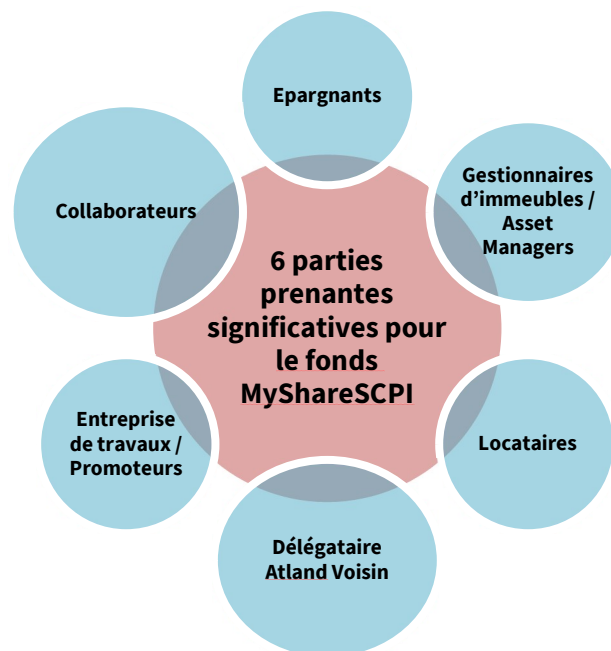 Epargnants
Gestionnaires
d'immeubles /
Asset
Managers
Collaborateurs
6 parties
prenantes
significatives pour
le fonds
MyShareSCPI
Entreprise
de travaux /
Promoteurs
Locataires
Délégataire
Atland Voisin